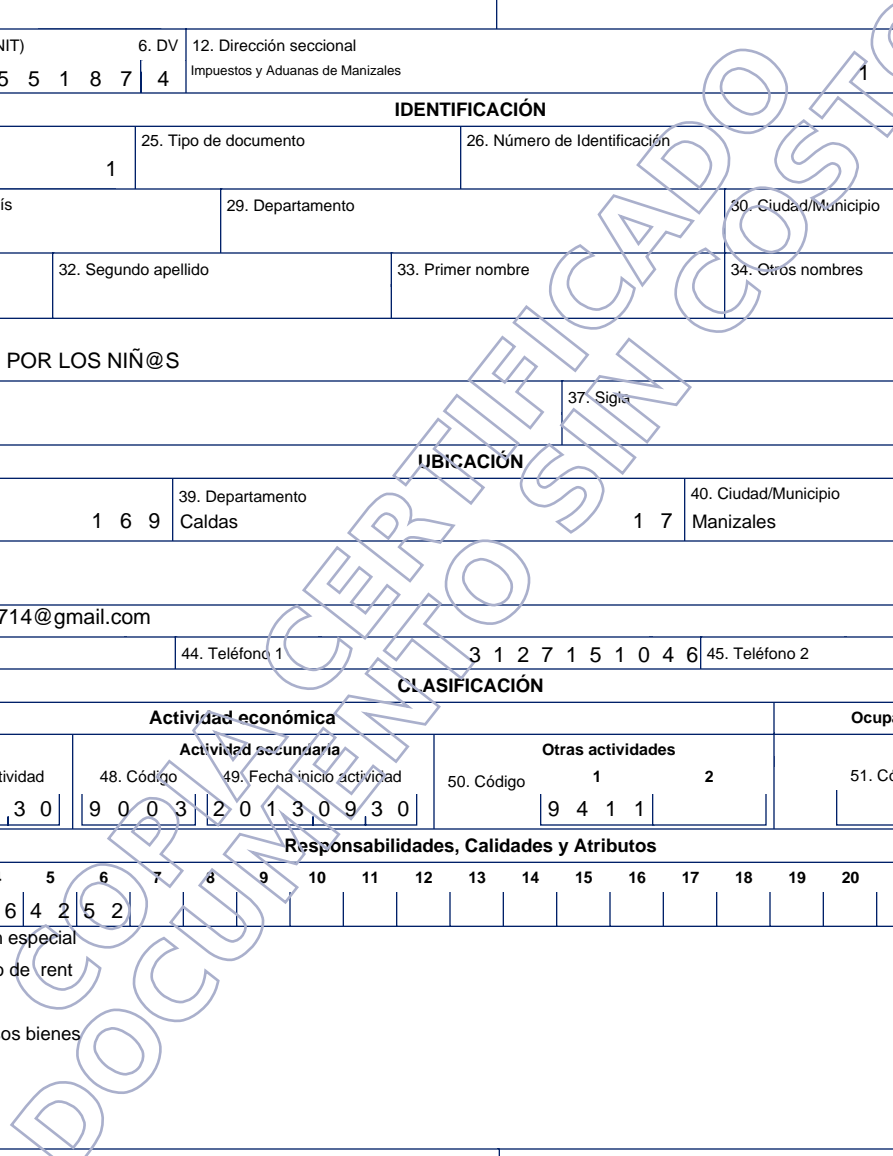 NIT) 6. DV 12. Dirección seccional
5 5 1 8 7 4 Impuestos y Aduanas de Manizales 1
IDENTIFICACIÓN
25. Tipo de documento 26. Número de Identificación
1
ís 29. Departamento 30. Ciudad/Municipio
32. Segundo apellido 33. Primer nombre 34. Otros nombres
POR LOS NIÑ@S
37. Sigla
UBICACIÓN
39. Departamento 40. Ciudad/Municipio
1 6 9 Caldas 1 7 Manizales
714@gmail.com
44. Teléfono 1 3 1 2 7 1 5 1 0 4 6 45. Teléfono 2
CLASIFICACIÓN
Actividad económica Ocupa
Actividad secundaria Otras actividades
tividad 48. Código 49. Fecha inicio actividad 50. Código 1 2 51. Có
3 0 9 0 0 3 2 0 1 3 0 9 3 0 9 4 1 1
Responsabilidades, Calidades y Atributos
5 6 7 8 9 10 11 12 13 14 15 16 17 18 19 20
6 4 2 5 2
n especial
o de rent
os bienes
COPIA CERTIFICADO
DOCUMENTO SIN COSTO